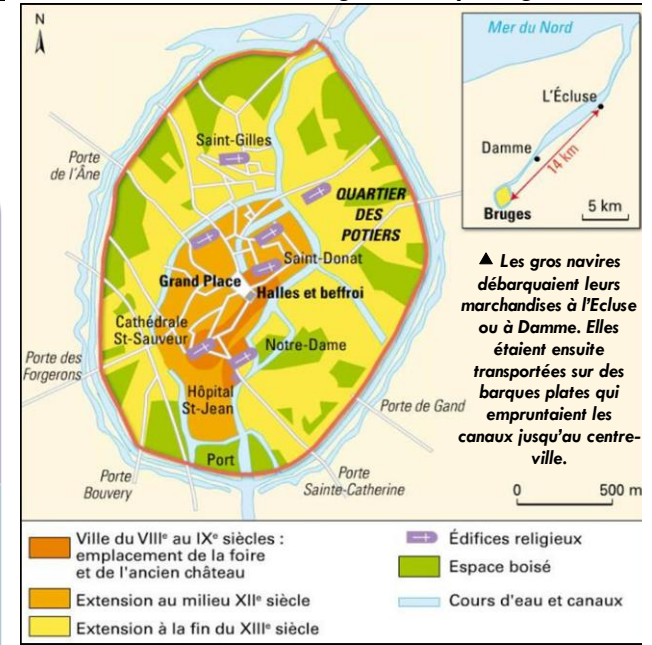 N
Mer du Nord
L'Écluse
Damme
14 km
Bruges
5 km
Saint-Gilles
Porte
de l'Âne
QUARTIER
DES
POTIERS
Saint-Donat
Grand Place
Halles et beffroi
Cathédrale
St-Sauveur
Notre-Dame
Porte des
Forgerons
Hôpital
St-Jean
Porte de Gand
Port
Porte
Bouvery
Porte
Sainte-Catherine
▲ Les gros navires
débarquaient leurs
marchandises à l'Ecluse
ou à Damme. Elles
étaient ensuite
transportées sur des
barques plates qui
empruntaient les
canaux jusqu'au centre-
ville.
0 500 m
Ville du VIIIe au IXe siècles :
emplacement de la foire
et de l'ancien château
Extension au milieu XIIe siècle
Extension à la fin du XIIIe siècle
Édifices religieux
Espace boisé
Cours d'eau et canaux